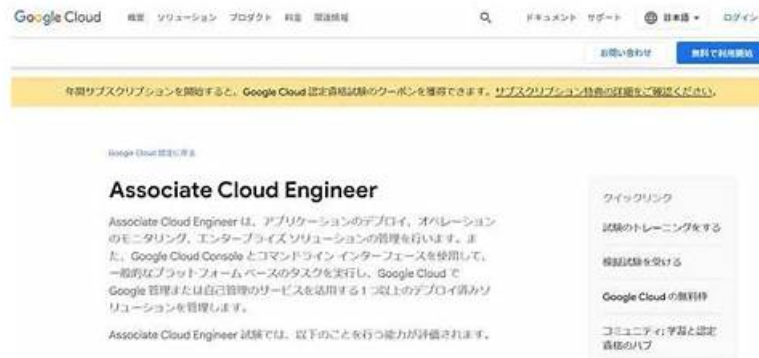 Google Cloud 概要 ソリューション プロダクト 料金 関連情報 ドキュメント サポート 日本語 ログイン
お問い合わせ 無料で利用開始
年間サブスクリプションを開始すると、Google Cloud 認定資格試験のクーポンを獲得できます。サブスクリプション特典の詳細をご確認ください。
Google Cloud 認定に戻る
Associate Cloud Engineer
Associate Cloud Engineer は、アプリケーションのデプロイ、オペレーション
のモニタリング、エンタープライズ ソリューションの管理を行います。ま
た、Google Cloud Console とコマンドライン インターフェースを使用して、
一般的なプラットフォーム ベースのタスクを実行し、Google Cloud で
Google 管理または自己管理のサービスを活用する 1 つ以上のデプロイ済みソ
リューションを管理します。
Associate Cloud Engineer 試験では、以下のことを行う能力が評価されます。
クイックリンク
試験のトレーニングをする
模擬試験を受ける
Google Cloud の無料枠
コミュニティ: 学習と認定
資格のハブ